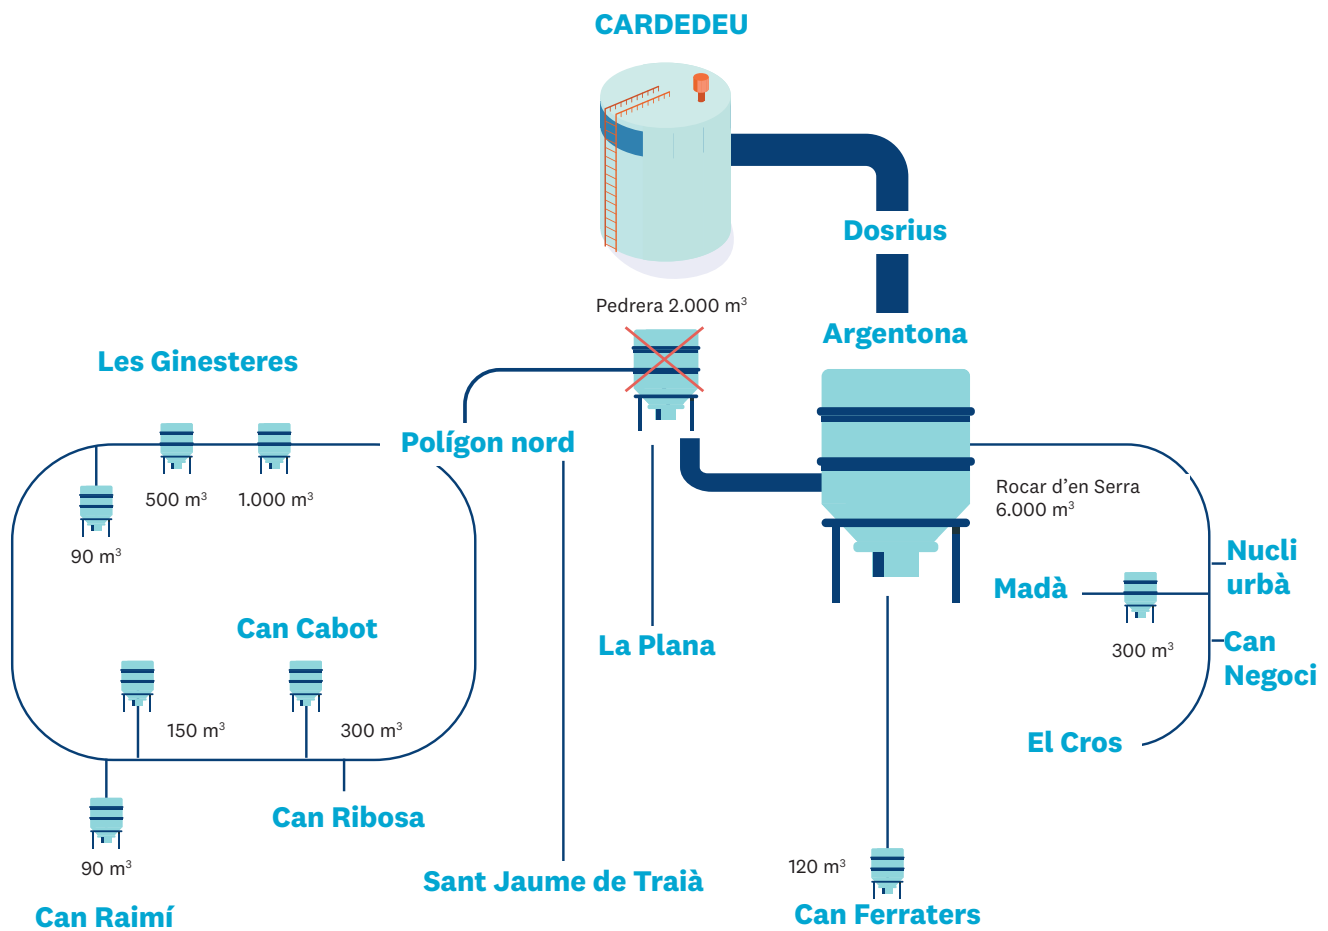 CARDEDEU
Dosrius
Pedrera 2.000 m³
Argentona
Les Ginesteres
Polígon nord
500 m³
1.000 m³
Rocar d’en Serra
6.000 m³
90 m³
Nucli
urbà
Madà
Can Cabot
La Plana
300 m³
Can
Negoci
150 m³
300 m³
El Cros
Can Ribosa
90 m³
120 m³
Sant Jaume de Traià
Can Raimí
Can Ferraters